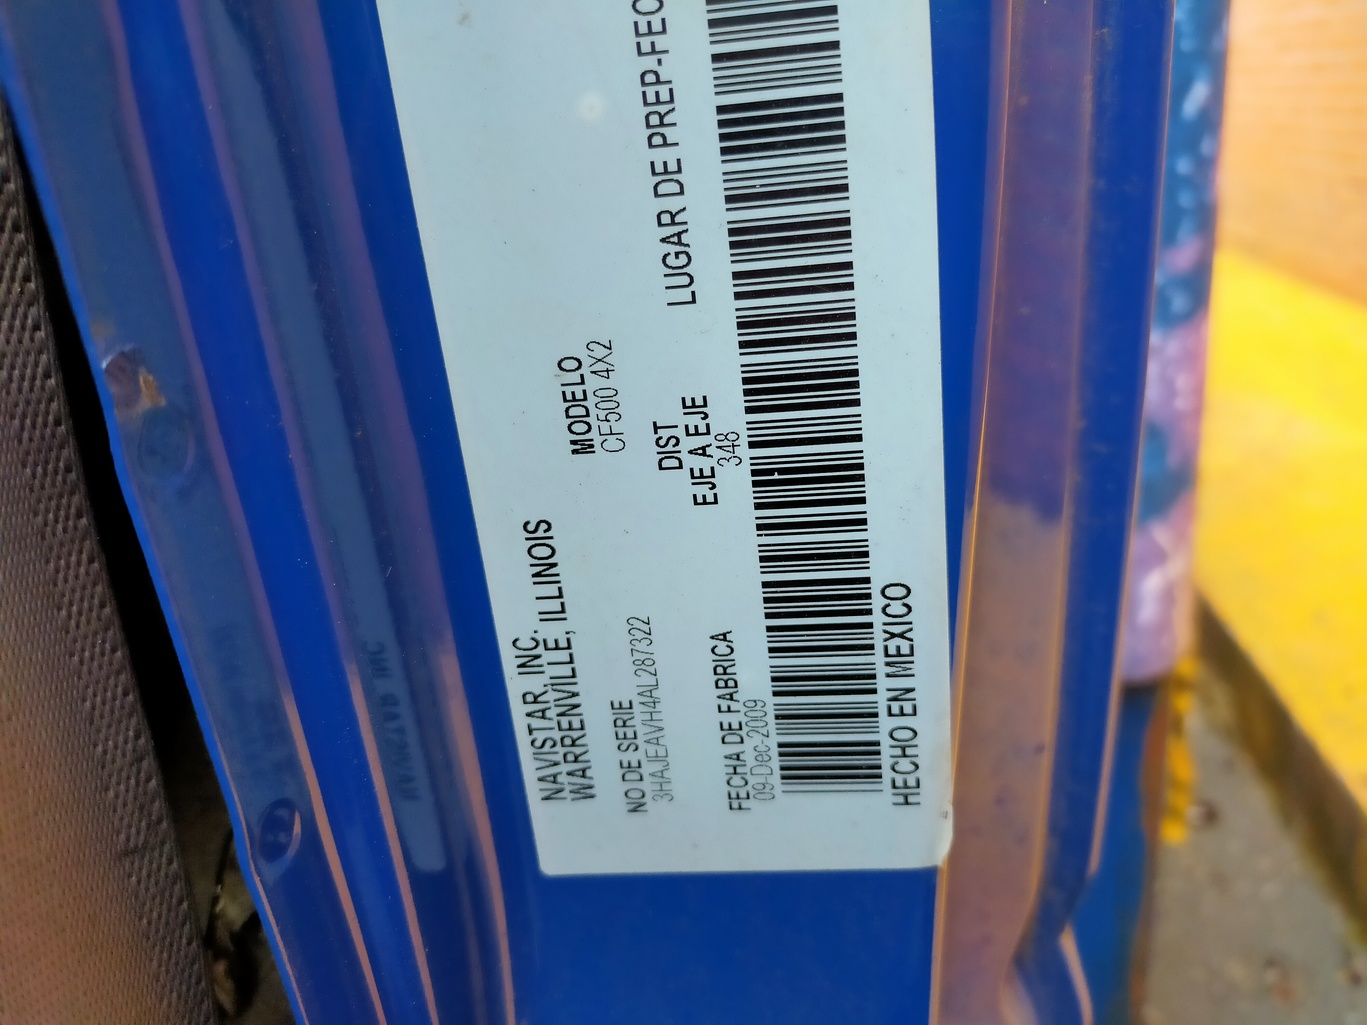 NAVISTAR, INC.
WARRENVILLE, ILLINOIS
MODELO
CF500 4X2
NO DE SERIE
3HAJEAVH4AL287322
DIST
EJE A EJE
348
LUGAR DE PREP-FEC
FECHA DE FABRICA
09-Dec-2009
HECHO EN MEXICO